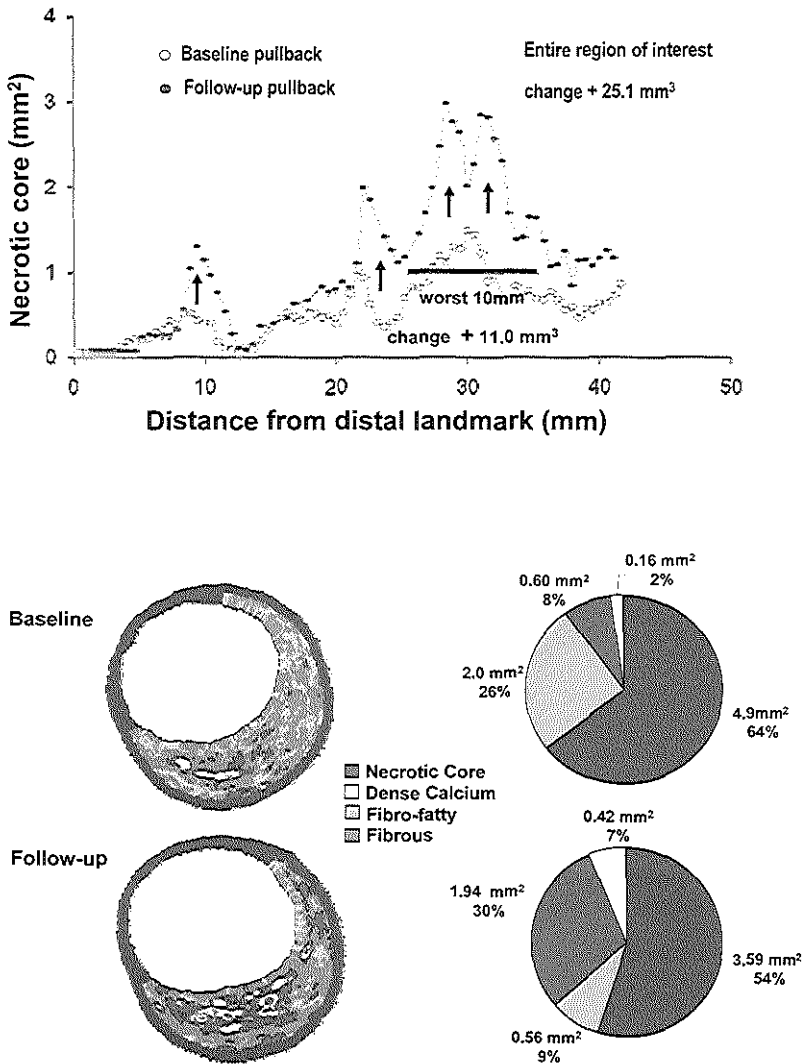 Necrotic core (mm²)
4
3
2
1
0
Baseline pullback
Follow-up pullback
Entire region of interest
change + 25.1 mm³
worst 10mm
change + 11.0 mm³
0 10 20 30 40 50
Distance from distal landmark (mm)
Baseline
0.16 mm²
2%
0.60 mm²
8%
2.0 mm²
26%
4.9mm²
64%
Necrotic Core
Dense Calcium
Fibro-fatty
Fibrous
Follow-up
0.42 mm²
7%
1.94 mm²
30%
3.59 mm²
54%
0.56 mm²
9%